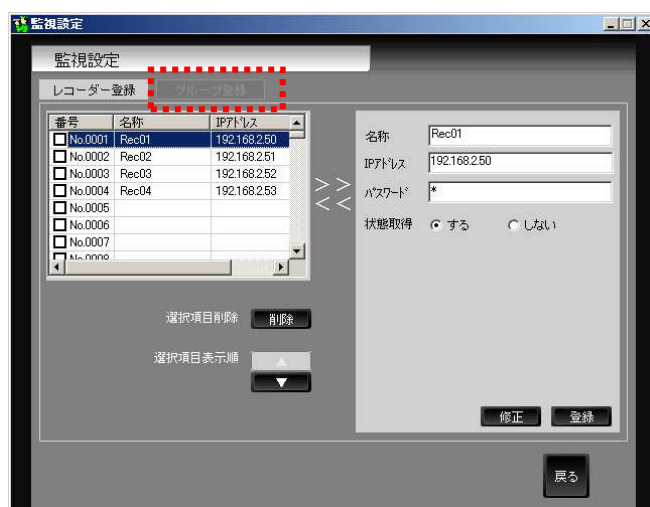 監視設定
監視設定
レコーダー登録 グループ登録
番号 名称 IPｱﾄﾞﾚｽ
No.0001 Rec01 192.168.2.50
No.0002 Rec02 192.168.2.51
No.0003 Rec03 192.168.2.52
No.0004 Rec04 192.168.2.53
No.0005
No.0006
No.0007
No.0008
>>
<<
名称 Rec01
IPｱﾄﾞﾚｽ 192.168.2.50
ﾊﾟｽﾜｰﾄﾞ *
状態取得 する しない
選択項目削除 削除
選択項目表示順 ▲
▼
修正 登録
戻る